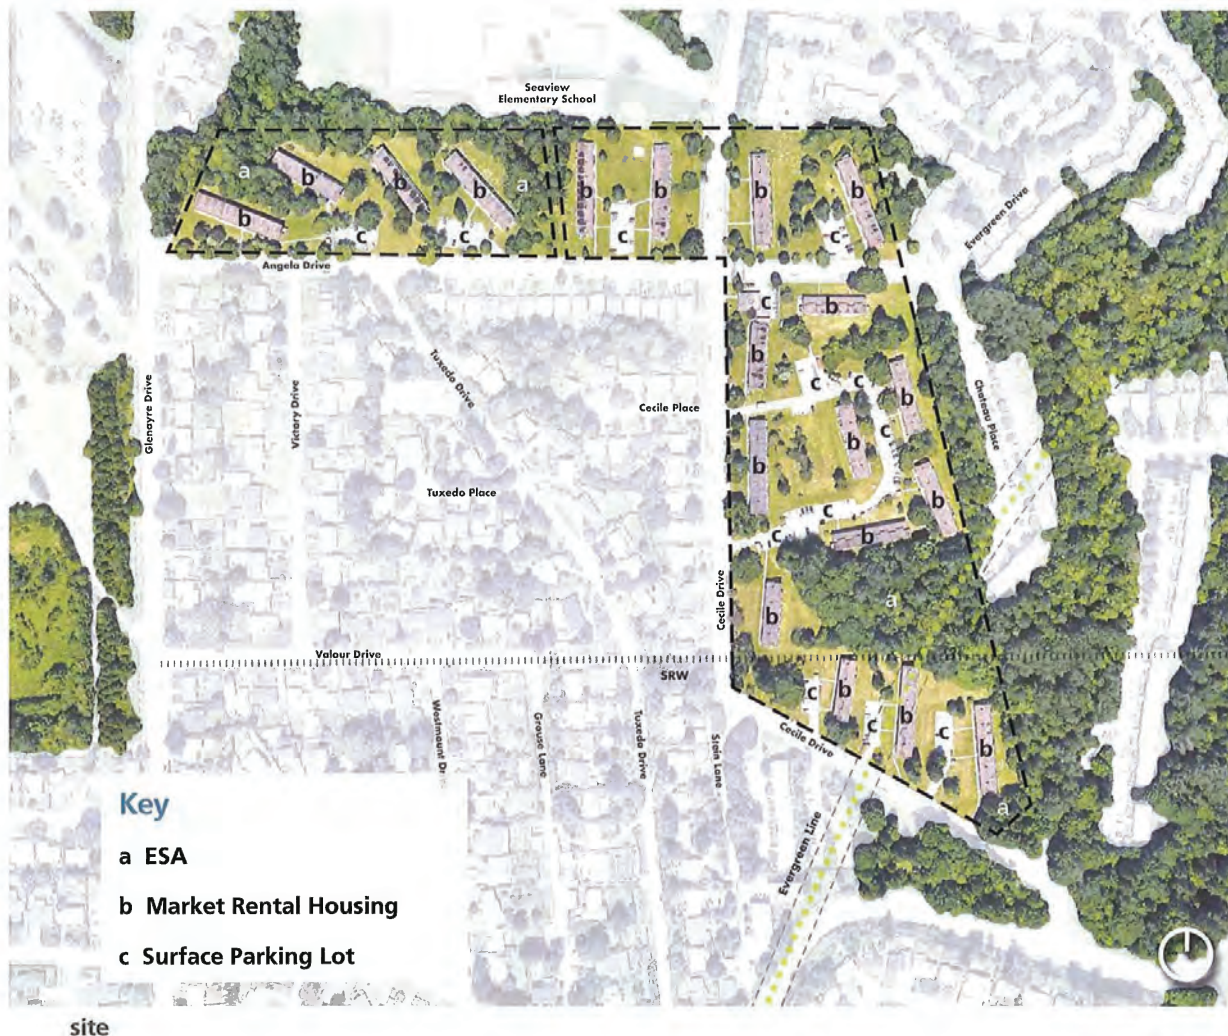 Seaview
Elementary School
a
b
b
b
a
b
b
b
b
b
c
c
c
c
Angela Drive
Evergreen Drive
c
b
b
Tuxedo Drive
Glenayre Drive
Victory Drive
Cecile Place
c
c
b
Chateau Place
c
b
b
Tuxedo Place
b
c
c
b
Cecile Drive
a
b
Valour Drive
SRW
c
b
c
b
c
b
Westmount Dr
Grouse Lane
Tuxedo Drive
Stain Lane
Cecile Drive
a
Evergreen Line
Key
a ESA
b Market Rental Housing
c Surface Parking Lot
site